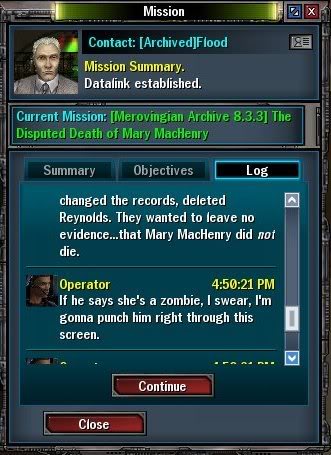 Mission
Contact: [Archived]Flood
Mission Summary.
Datalink established.
Current Mission: [Merovingian Archive 8.3.3] The
Disputed Death of Mary MacHenry
Summary
Objectives
Log
changed the records, deleted
Reynolds. They wanted to leave no
evidence...that Mary MacHenry did not
die.
Operator 4:50:21 PM
If he says she's a zombie, I swear, I'm
gonna punch him right through this
screen.
Continue
Close